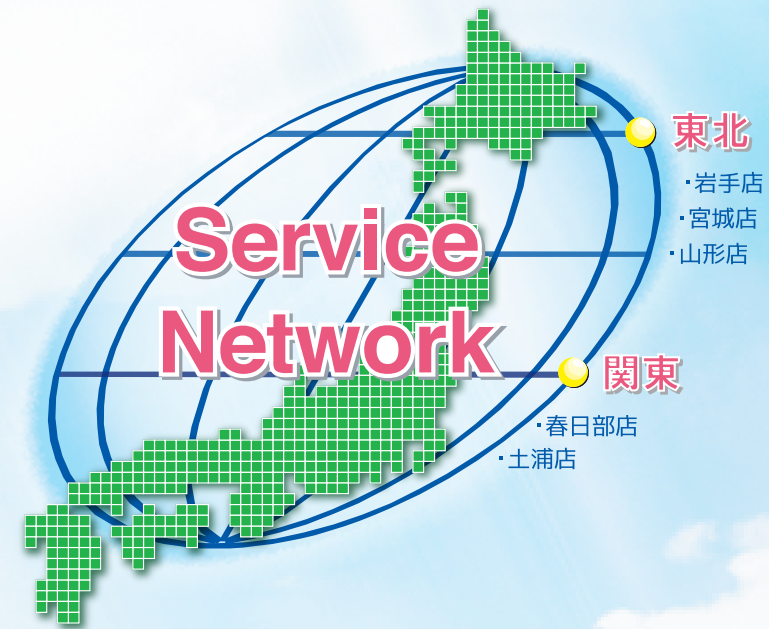 Service
Network
東北
・岩手店
・宮城店
・山形店
関東
・春日部店
・土浦店